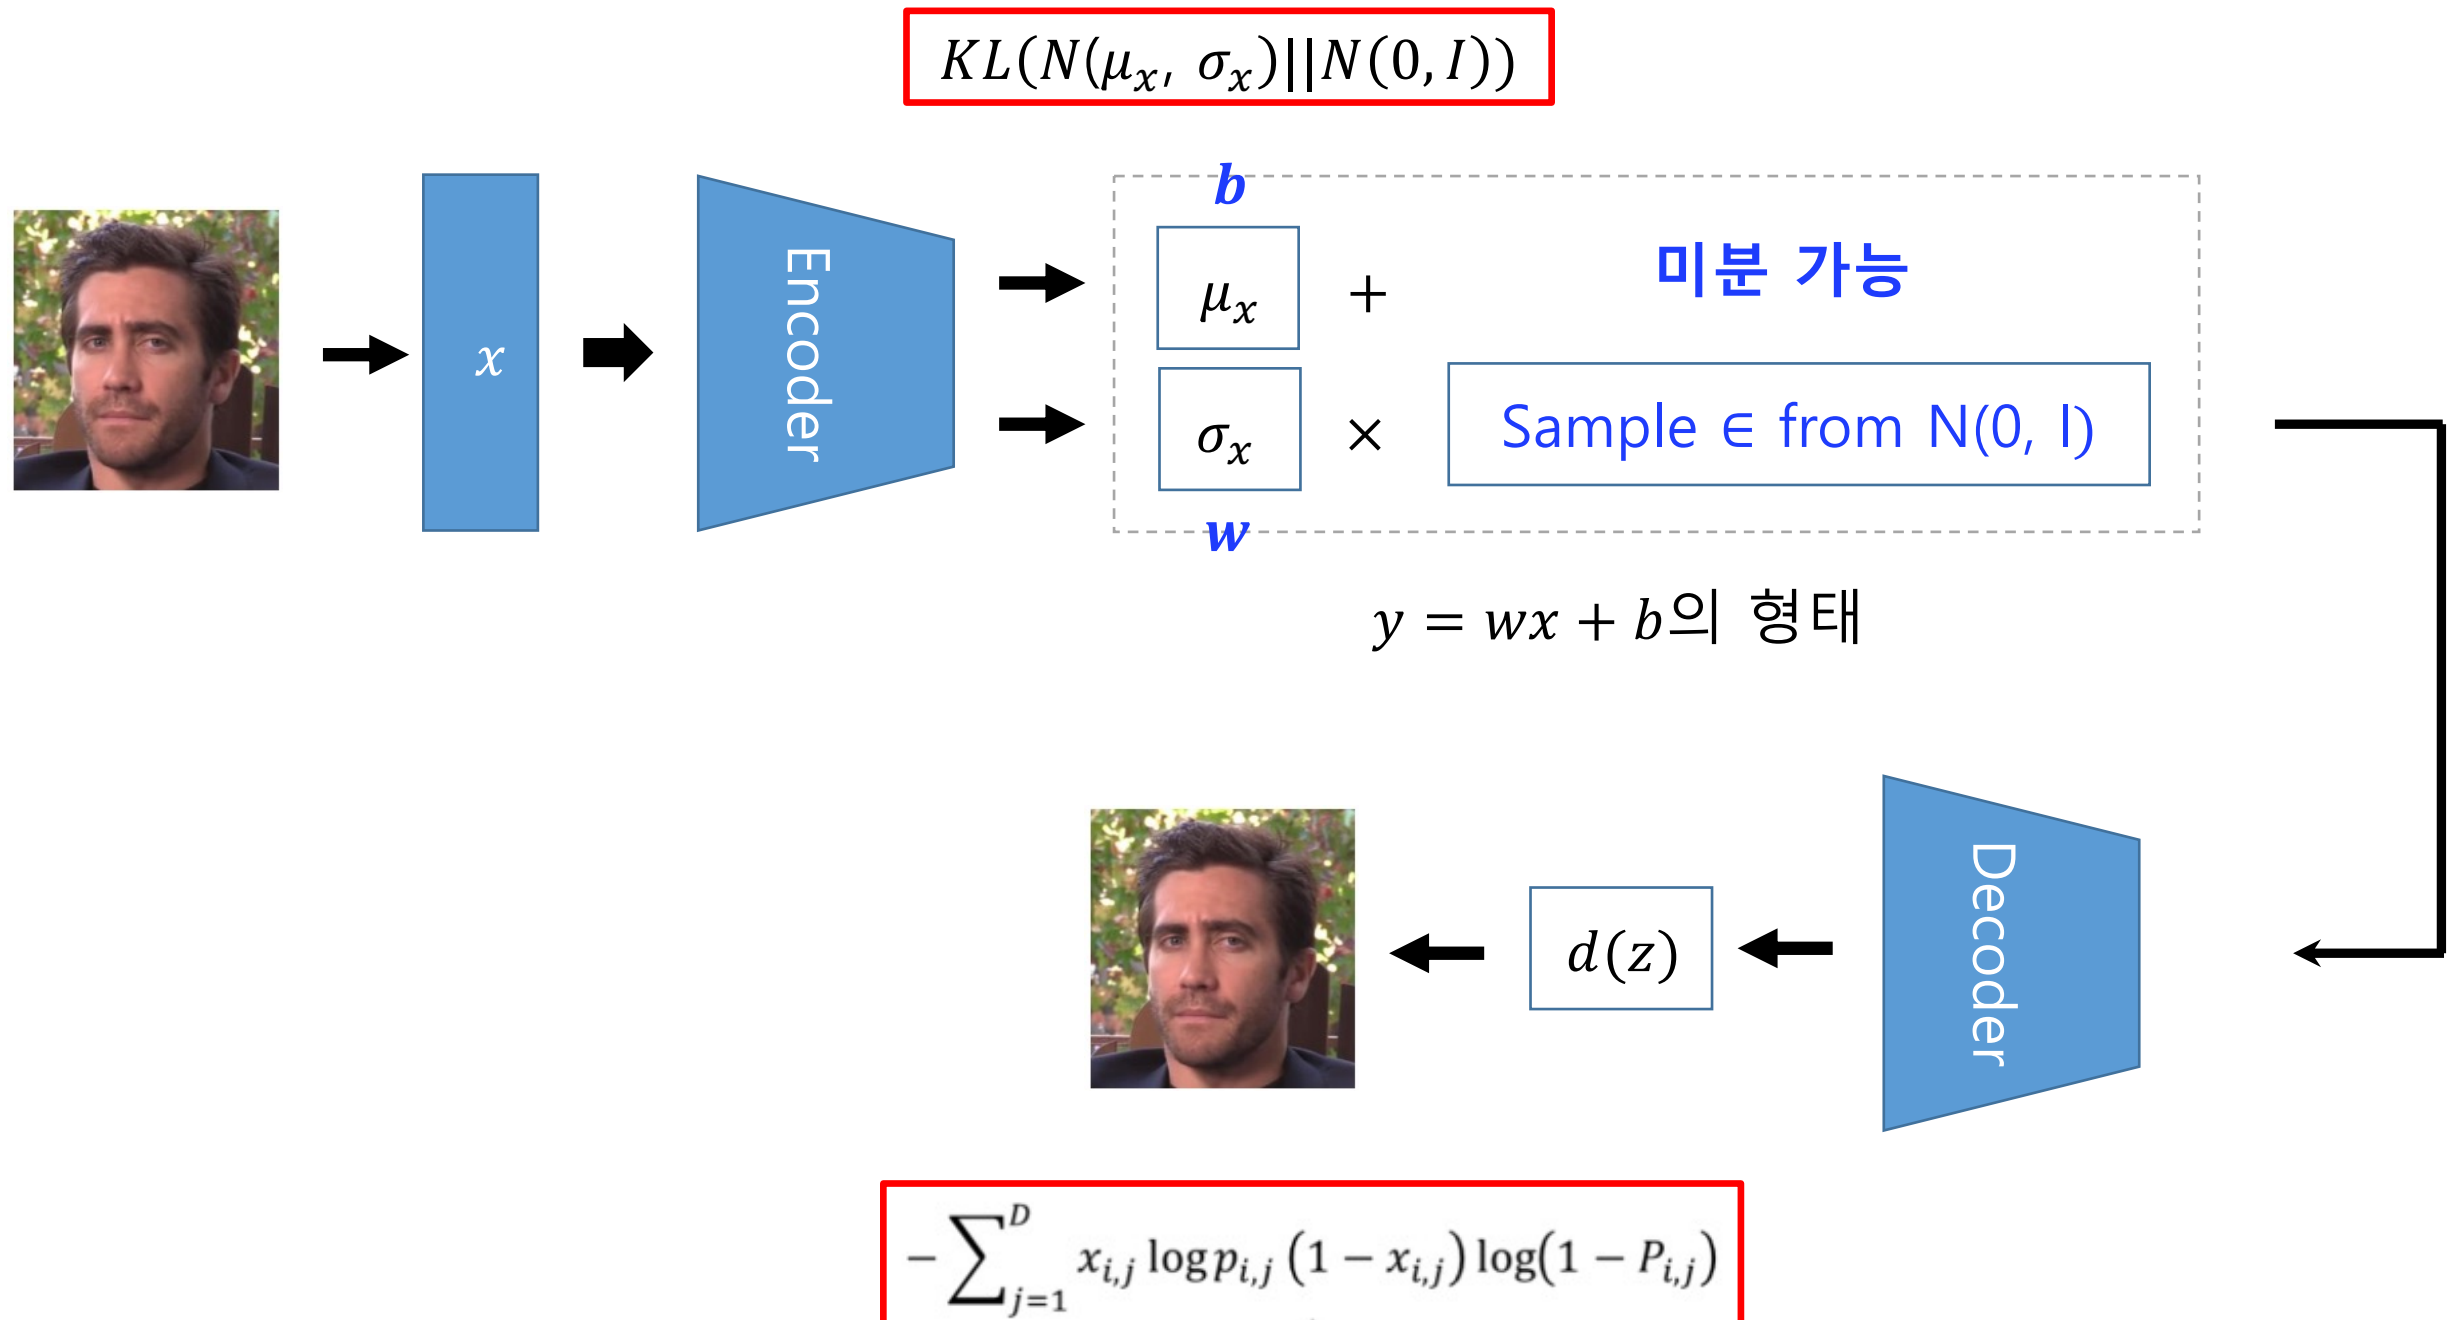 KL(N(μₓ, σₓ)||N(0, I))
b
μₓ + 미분 가능
x
Encoder
σₓ × Sample ∈ from N(0, I)
w
y = wx + b의 형태
d(z)
Decoder
−∑ⱼ₌₁ᴰ x_{i,j} log p_{i,j} (1 − x_{i,j}) log(1 − P_{i,j})